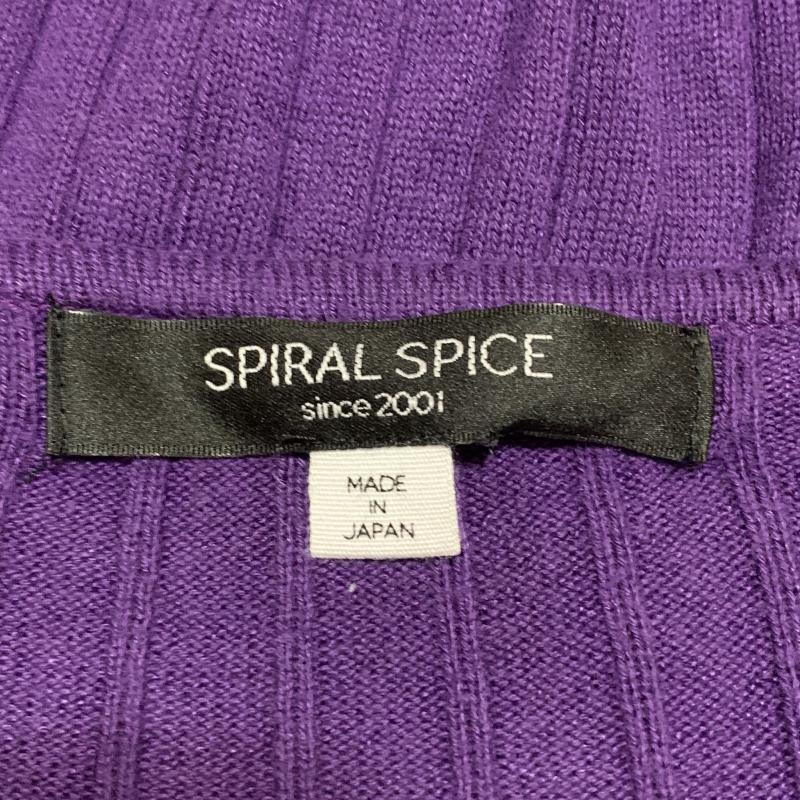 SPIRAL SPICE
since 2001
MADE
IN
JAPAN